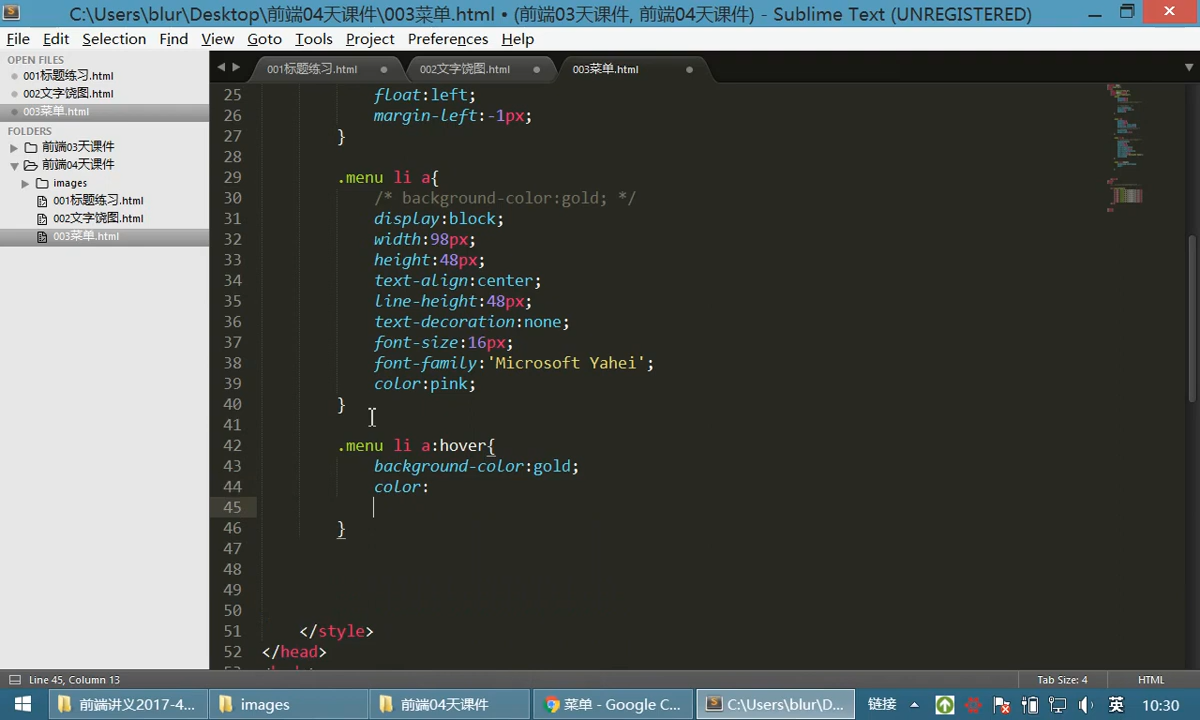 C:\Users\blur\Desktop\前端04天课件\003菜单.html • (前端03天课件, 前端04天课件) - Sublime Text (UNREGISTERED)
File Edit Selection Find View Goto Tools Project Preferences Help
OPEN FILES
001标题练习.html
002文字饶图.html
003菜单.html
FOLDERS
前端03天课件
前端04天课件
images
001标题练习.html
002文字饶图.html
003菜单.html
001标题练习.html 002文字饶图.html 003菜单.html
25 float:left;
26 margin-left:-1px;
27 }
28
29 .menu li a{
30 /* background-color:gold; */
31 display:block;
32 width:98px;
33 height:48px;
34 text-align:center;
35 line-height:48px;
36 text-decoration:none;
37 font-size:16px;
38 font-family:'Microsoft Yahei';
39 color:pink;
40 }
41
42 .menu li a:hover{
43 background-color:gold;
44 color:
45
46 }
47
48
49
50
51 </style>
52 </head>
Line 45, Column 13 Tab Size: 4 HTML
前端讲义2017-4... images 前端04天课件 菜单 - Google C... C:\Users\blur\D... 链接 英 10:30